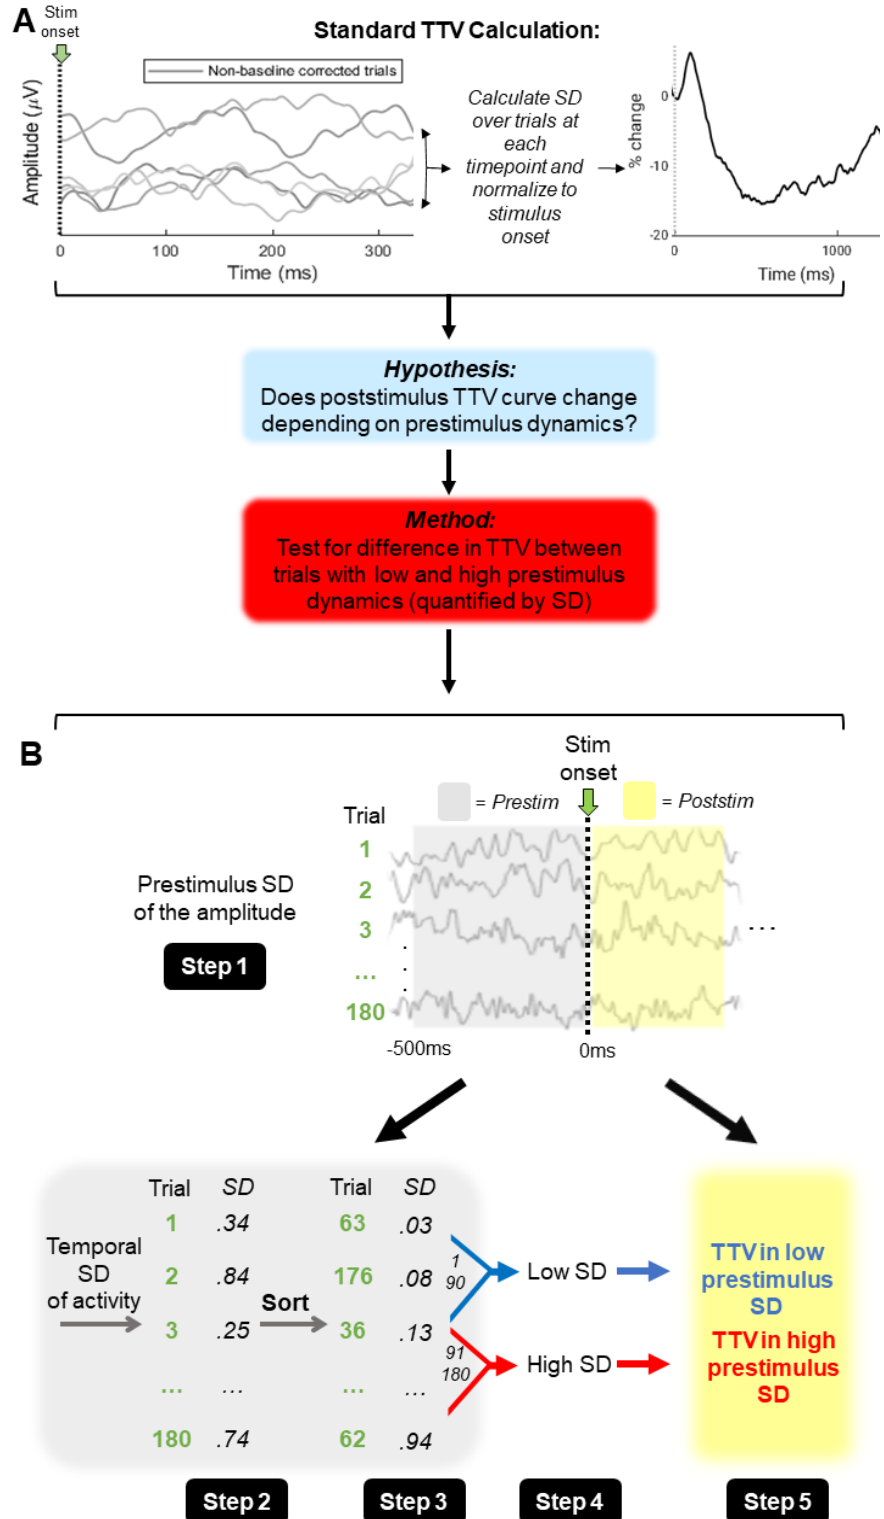 A
Stim
onset
Standard TTV Calculation:
Non-baseline corrected trials
Amplitude (μV)
0
100
200
300
Time (ms)
Calculate SD
over trials at
each
timepoint and
normalize to
stimulus
onset
% change
0
-10
-20
0
1000
Time (ms)
Hypothesis:
Does poststimulus TTV curve change
depending on prestimulus dynamics?
Method:
Test for difference in TTV between
trials with low and high prestimulus
dynamics (quantified by SD)
B
Stim
onset
= Prestim
= Poststim
Trial
1
2
3
...
180
Prestimulus SD
of the amplitude
Step 1
...
-500ms
0ms
Temporal
SD
of activity
Trial SD
1 .34
2 .84
3 .25
... ...
180 .74
Sort
Trial SD
63 .03
176 .08
36 .13
... ...
62 .94
1
90
91
180
Low SD
High SD
TTV in low
prestimulus
SD
TTV in high
prestimulus
SD
Step 2
Step 3
Step 4
Step 5